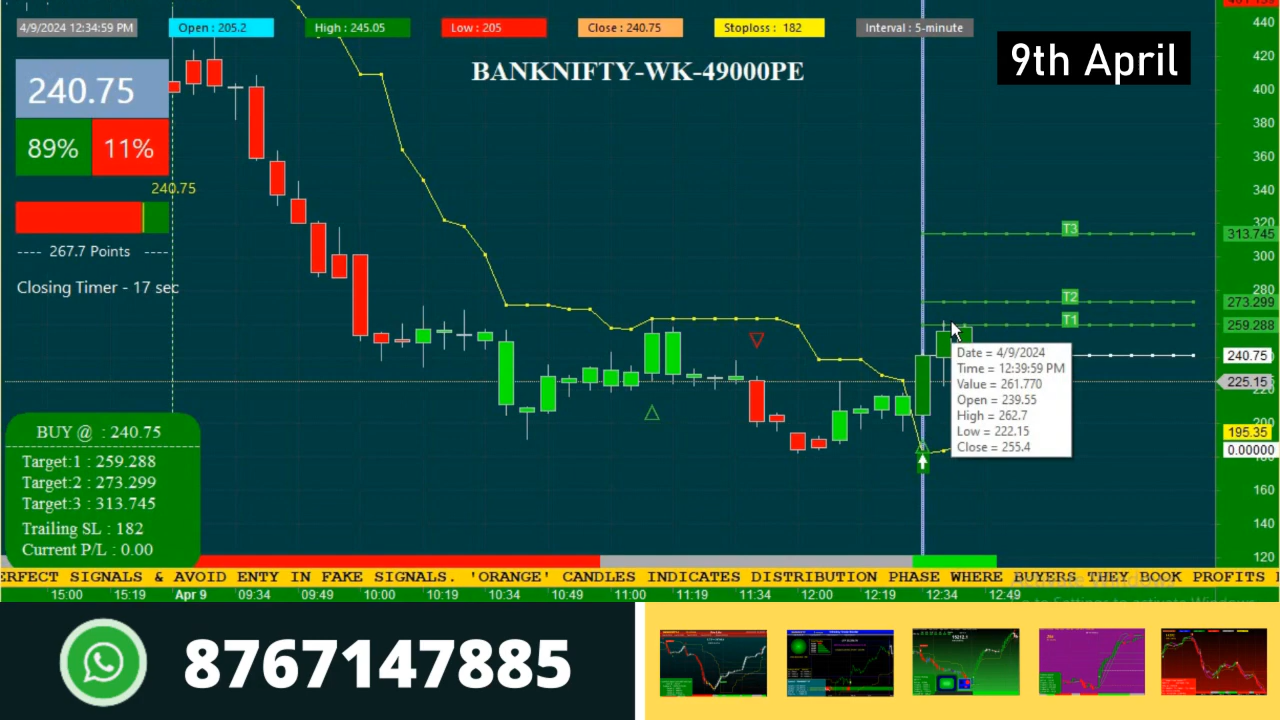 4/9/2024 12:34:59 PM
Open : 205.2
High : 245.05
Low : 205
Close : 240.75
Stoploss : 182
Interval : 5-minute
BANKNIFTY-WK-49000PE
9th April
240.75
89%
11%
240.75
---- 267.7 Points ----
Closing Timer - 17 sec
T3
T2
T1
Date = 4/9/2024
Time = 12:39:59 PM
Value = 261.770
Open = 239.55
High = 262.7
Low = 222.15
Close = 255.4
440
420
400
380
360
340
320
313.745
300
280
273.299
259.288
240.75
225.15
220
200
195.35
0.00000
180
160
140
120
BUY @ : 240.75
Target:1 : 259.288
Target:2 : 273.299
Target:3 : 313.745
Trailing SL : 182
Current P/L : 0.00
ERFECT SIGNALS & AVOID ENTY IN FAKE SIGNALS. 'ORANGE' CANDLES INDICATES DISTRIBUTION PHASE WHERE BUYERS THEY BOOK PROFITS
15:00 15:19 Apr 9 09:34 09:44 10:00 10:19 10:34 10:49 11:00 11:19 11:34 12:00 12:19 12:34 12:49
8767147885